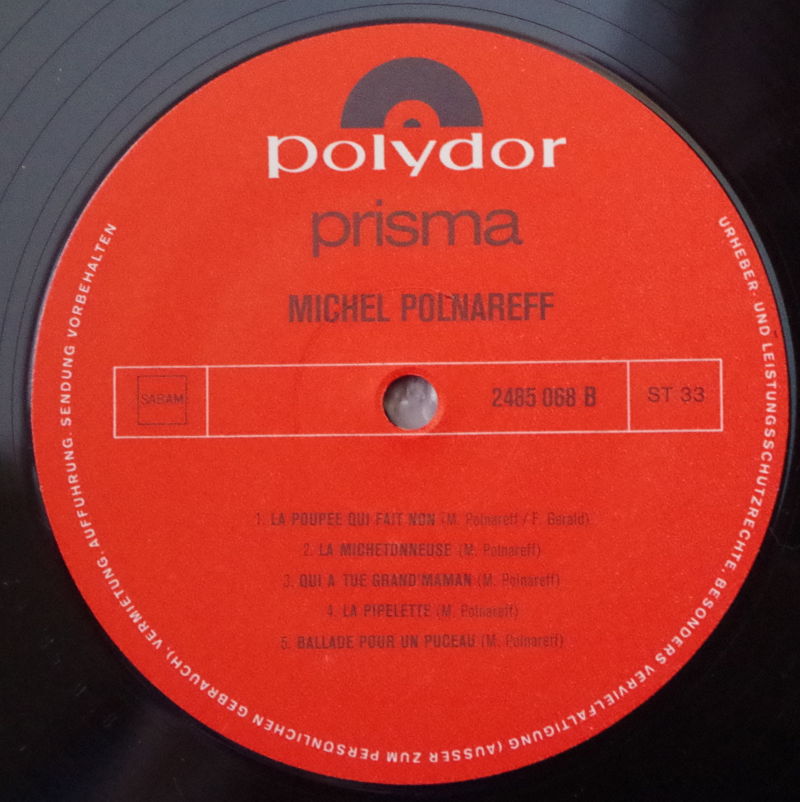 polydor
prisma
MICHEL POLNAREFF
SABAM
2485 068 B
ST 33
1. LA POUPEE QUI FAIT NON (M. Polnareff / F. Gerald)
2. LA MICHETONNEUSE (M. Polnareff)
3. QUI A TUE GRAND'MAMAN (M. Polnareff)
4. LA PIPELETTE (M. Polnareff)
5. BALLADE POUR UN PUCEAU (M. Polnareff)
URHEBER- UND LEISTUNGSSCHUTZRECHTE, BESONDERS VERVIELFALTIGUNG (AUSSER ZUM PERSÖNLICHEN GEBRAUCH), VERMIETUNG, AUFFUHRUNG, SENDUNG VORBEHALTEN